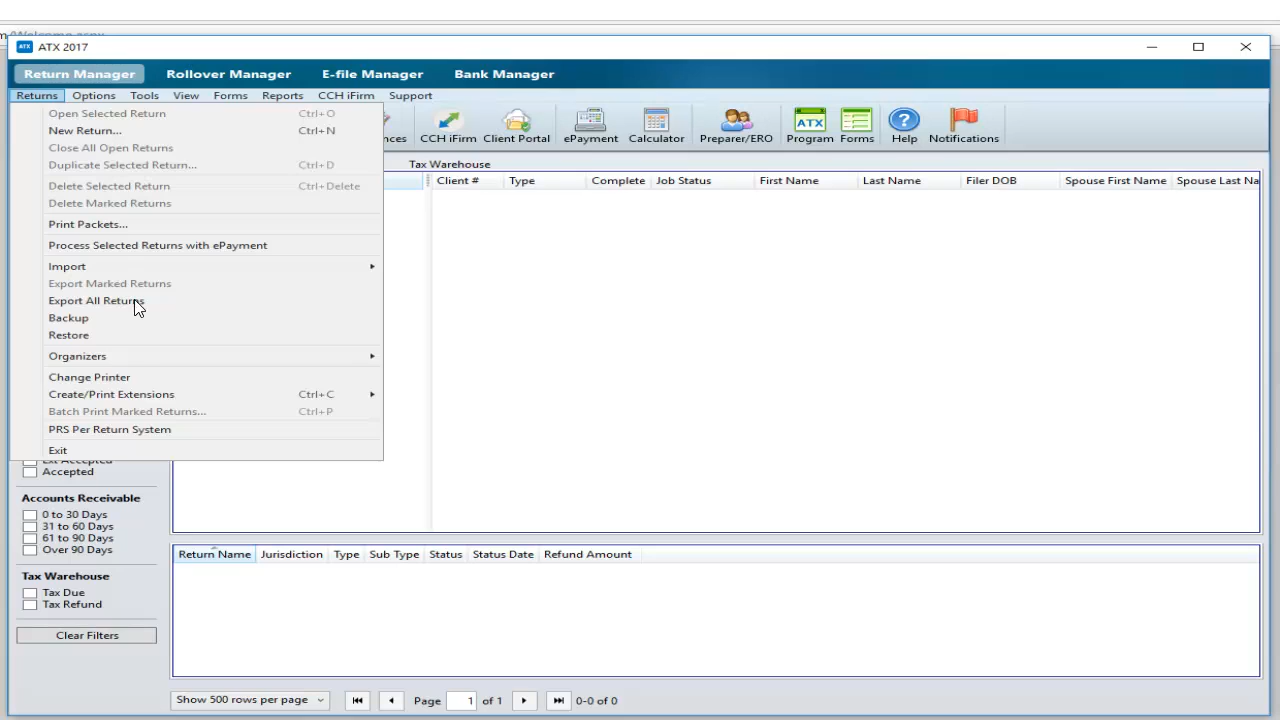 ATX 2017
Return Manager Rollover Manager E-file Manager Bank Manager
Returns Options Tools View Forms Reports CCH iFirm Support
Open Selected Return Ctrl+O
New Return... Ctrl+N
Close All Open Returns
Duplicate Selected Return... Ctrl+D
Delete Selected Return Ctrl+Delete
Delete Marked Returns
Print Packets...
Process Selected Returns with ePayment
Import
Export Marked Returns
Export All Returns
Backup
Restore
Organizers
Change Printer
Create/Print Extensions Ctrl+C
Batch Print Marked Returns... Ctrl+P
PRS Per Return System
Exit
CCH iFirm Client Portal ePayment Calculator Preparer/ERO Program Forms Help Notifications
Tax Warehouse
Client # Type Complete Job Status First Name Last Name Filer DOB Spouse First Name Spouse Last Na
Accepted
Accounts Receivable
0 to 30 Days
31 to 60 Days
61 to 90 Days
Over 90 Days
Tax Warehouse
Tax Due
Tax Refund
Clear Filters
Return Name Jurisdiction Type Sub Type Status Status Date Refund Amount
Show 500 rows per page Page 1 of 1 0-0 of 0